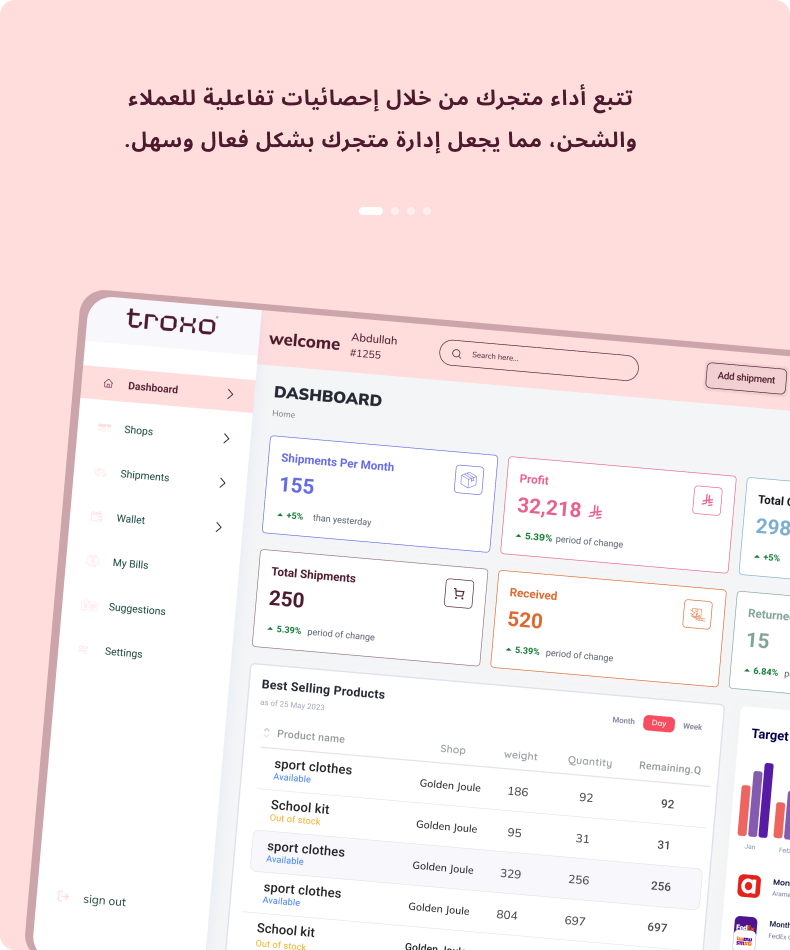 تتبع أداء متجرك من خلال إحصائيات تفاعلية للعملاء
والشحن، مما يجعل إدارة متجرك بشكل فعال وسهل.
troxo
welcome
Abdullah
#1255
Search here...
Add shipment
Dashboard
Shops
Shipments
Wallet
My Bills
Suggestions
Settings
sign out
DASHBOARD
Home
Shipments Per Month
155
+5% than yesterday
Profit
32,218
5.39% period of change
Total
298
+5%
Total Shipments
250
5.39% period of change
Received
520
5.39% period of change
15
6.84%
Best Selling Products
as of 25 May 2023
Month Day Week
Product name Shop weight Quantity Remaining.Q
sport clothes Golden Joule 186 92 92
Available
School kit Golden Joule 95 31 31
Out of stock
sport clothes Golden Joule 329 256 256
Available
sport clothes Golden Joule 804 697 697
Available
School kit Golden Joule
Out of stock
Target
Jan
FedEx